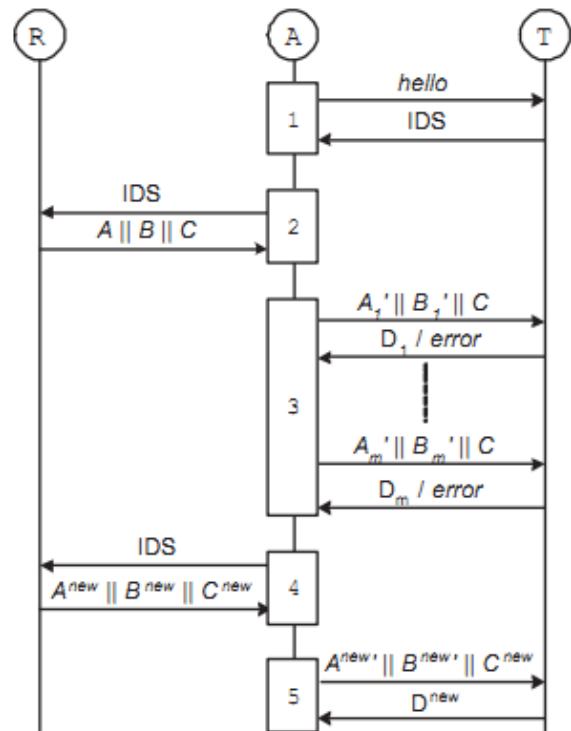 R A T
hello
1
IDS
IDS
2
A || B || C
A₁' || B₁' || C
D₁ / error
3
Aₘ' || Bₘ' || C
Dₘ / error
IDS
4
Aⁿᵉʷ || Bⁿᵉʷ || Cⁿᵉʷ
Aⁿᵉʷ' || Bⁿᵉʷ' || Cⁿᵉʷ
5
Dⁿᵉʷ